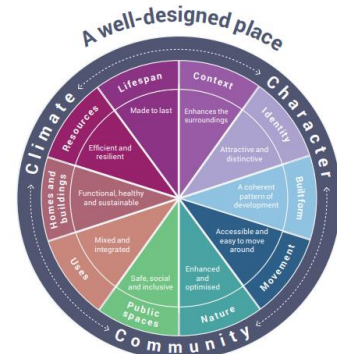 A well-designed place
Climate
Character
Community
Context
Enhances the
surroundings
Identity
Attractive and
distinctive
Built form
A coherent
pattern of
development
Movement
Accessible and
easy to move
around
Nature
Enhanced
and
optimised
Public
spaces
Safe, social
and inclusive
Uses
Mixed and
integrated
Homes and
buildings
Functional, healthy
and sustainable
Resources
Efficient and
resilient
Lifespan
Made to last